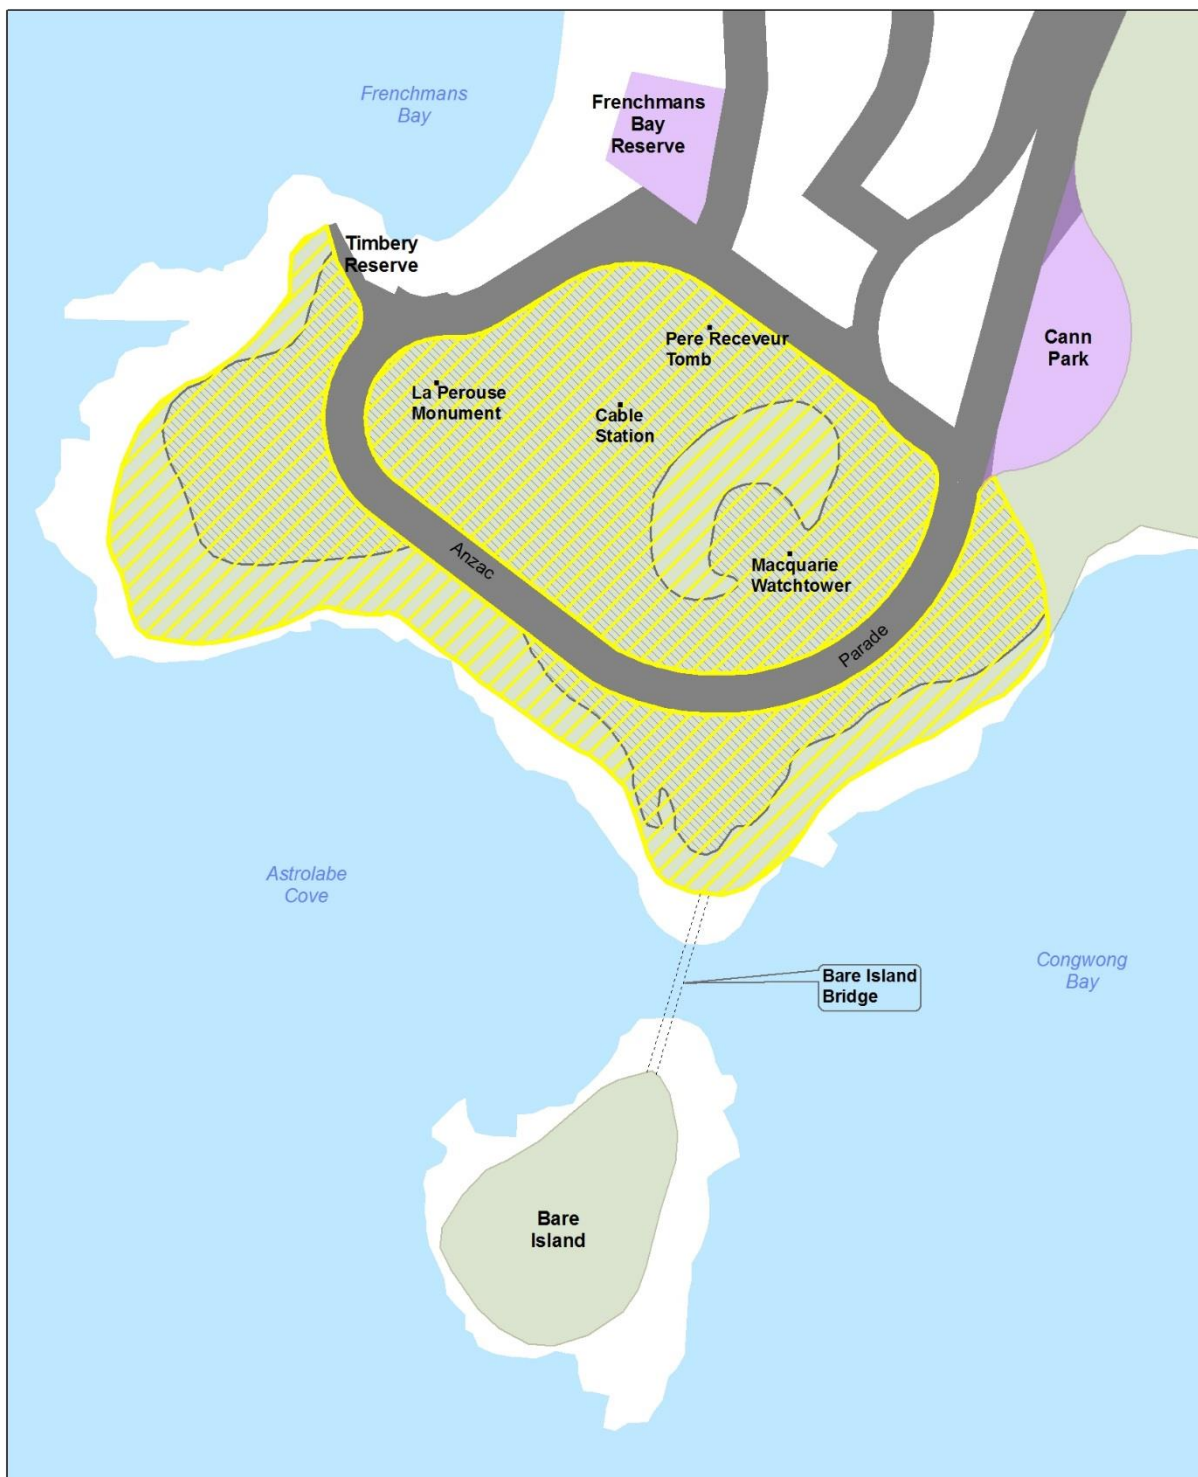 Frenchmans
Bay
Frenchmans
Bay
Reserve
Timbery
Reserve
Pere Receveur
Tomb
Cann
Park
La Perouse
Monument
Cable
Station
Anzac
Macquarie
Watchtower
Parade
Astrolabe
Cove
Congwong
Bay
Bare Island
Bridge
Bare
Island